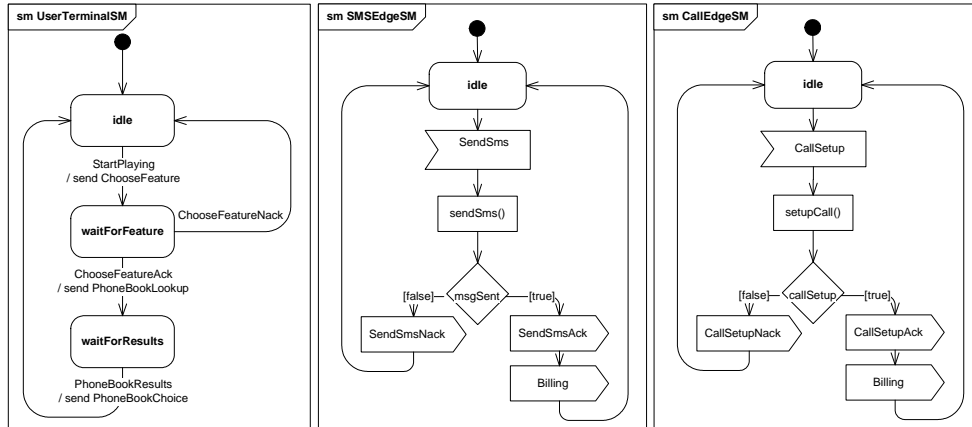 sm UserTerminalSM
idle
StartPlaying
/ send ChooseFeature
ChooseFeatureNack
waitForFeature
ChooseFeatureAck
/ send PhoneBookLookup
waitForResults
PhoneBookResults
/ send PhoneBookChoice
sm SMSEdgeSM
idle
SendSms
sendSms()
[false]
msgSent
[true]
SendSmsNack
SendSmsAck
Billing
sm CallEdgeSM
idle
CallSetup
setupCall()
[false]
callSetup
[true]
CallSetupNack
CallSetupAck
Billing